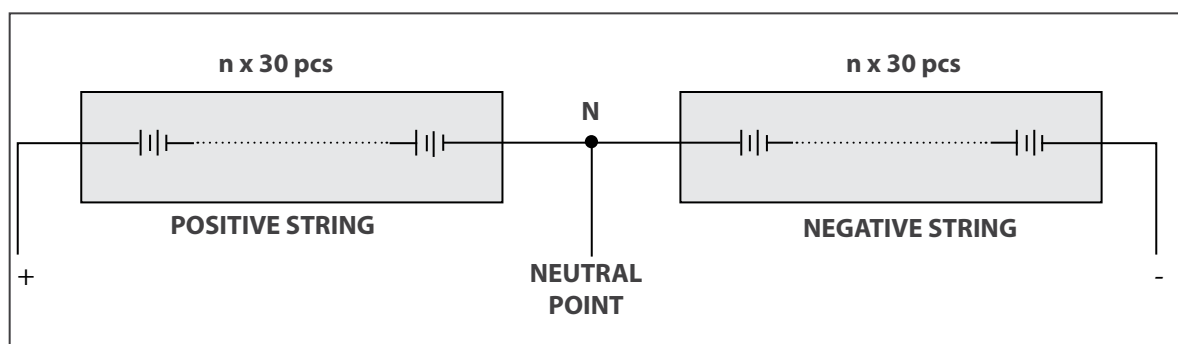 n x 30 pcs
n x 30 pcs
N
POSITIVE STRING
NEGATIVE STRING
NEUTRAL
POINT
+
-